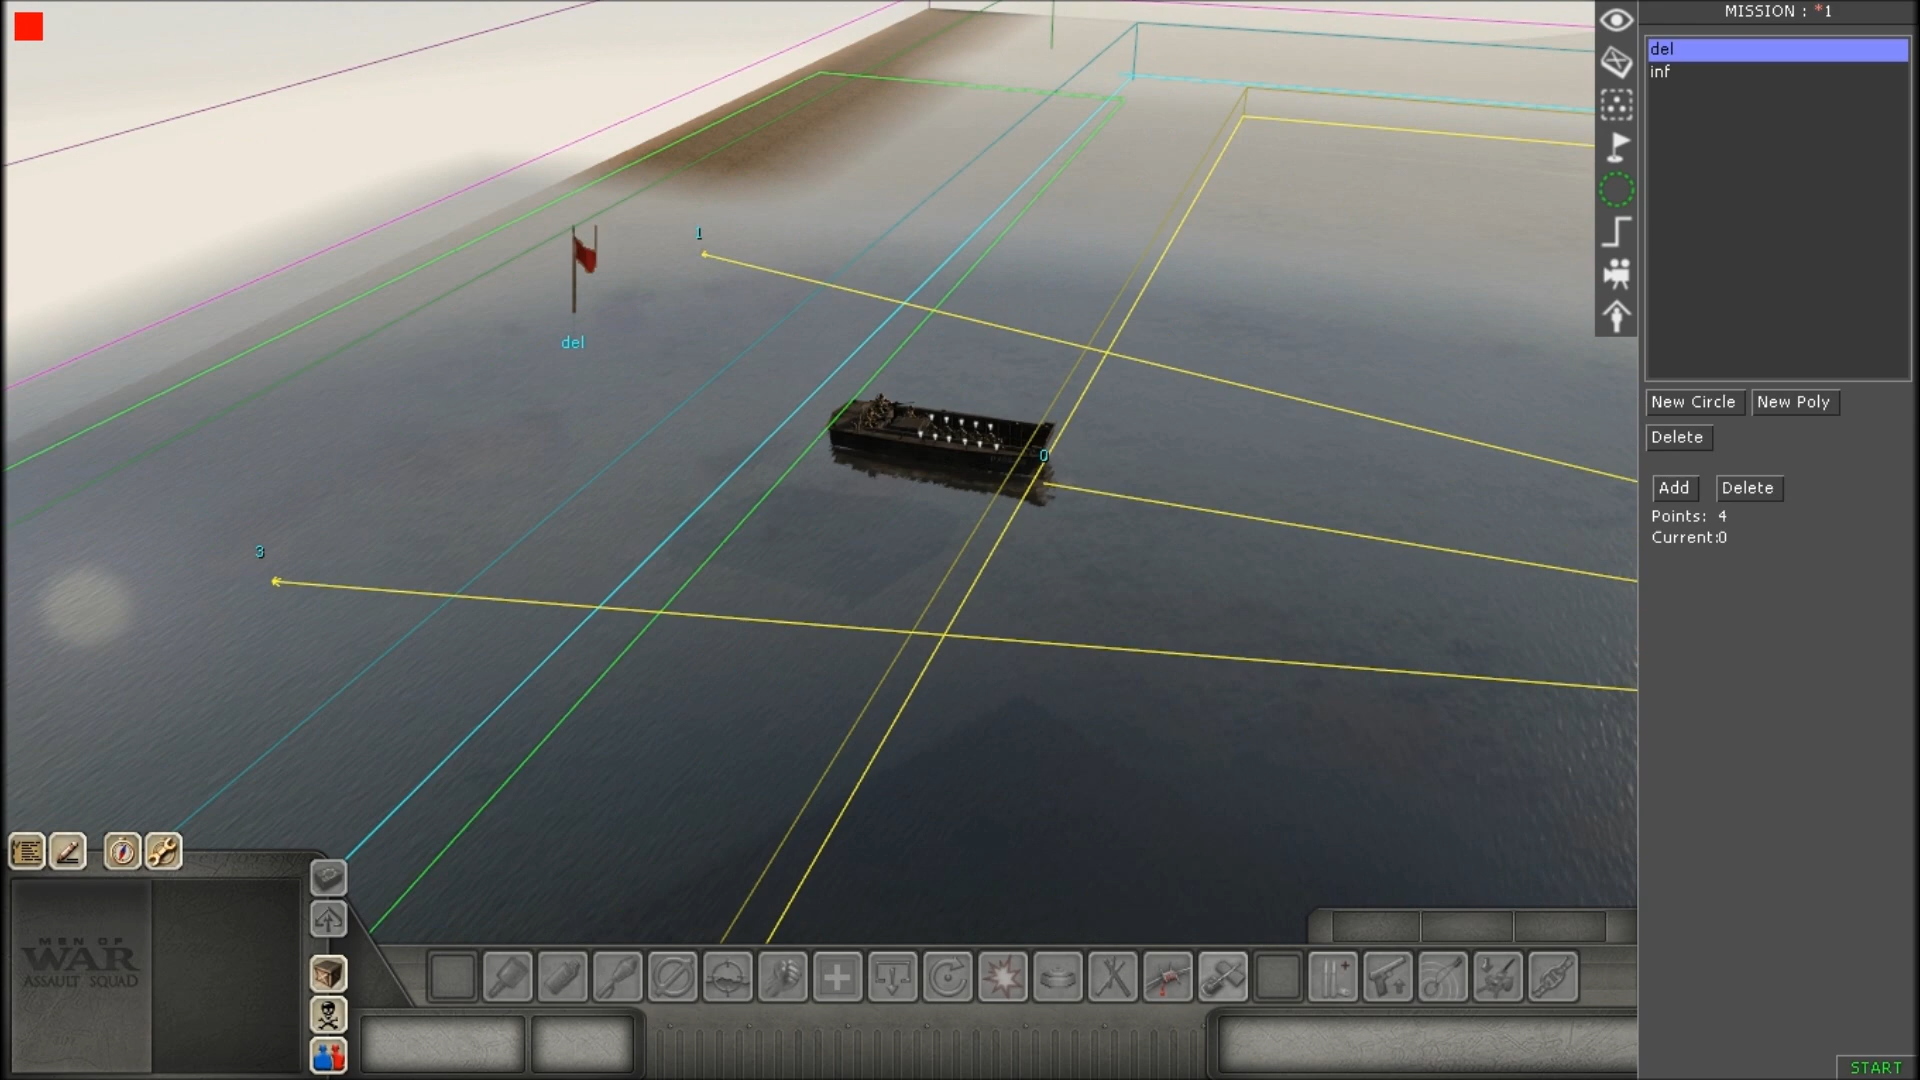 MISSION : *1
del
inf
1
del
New Circle New Poly
Delete
0
Add Delete
Points: 4
Current:0
3
MEN OF
WAR
ASSAULT SQUAD
START